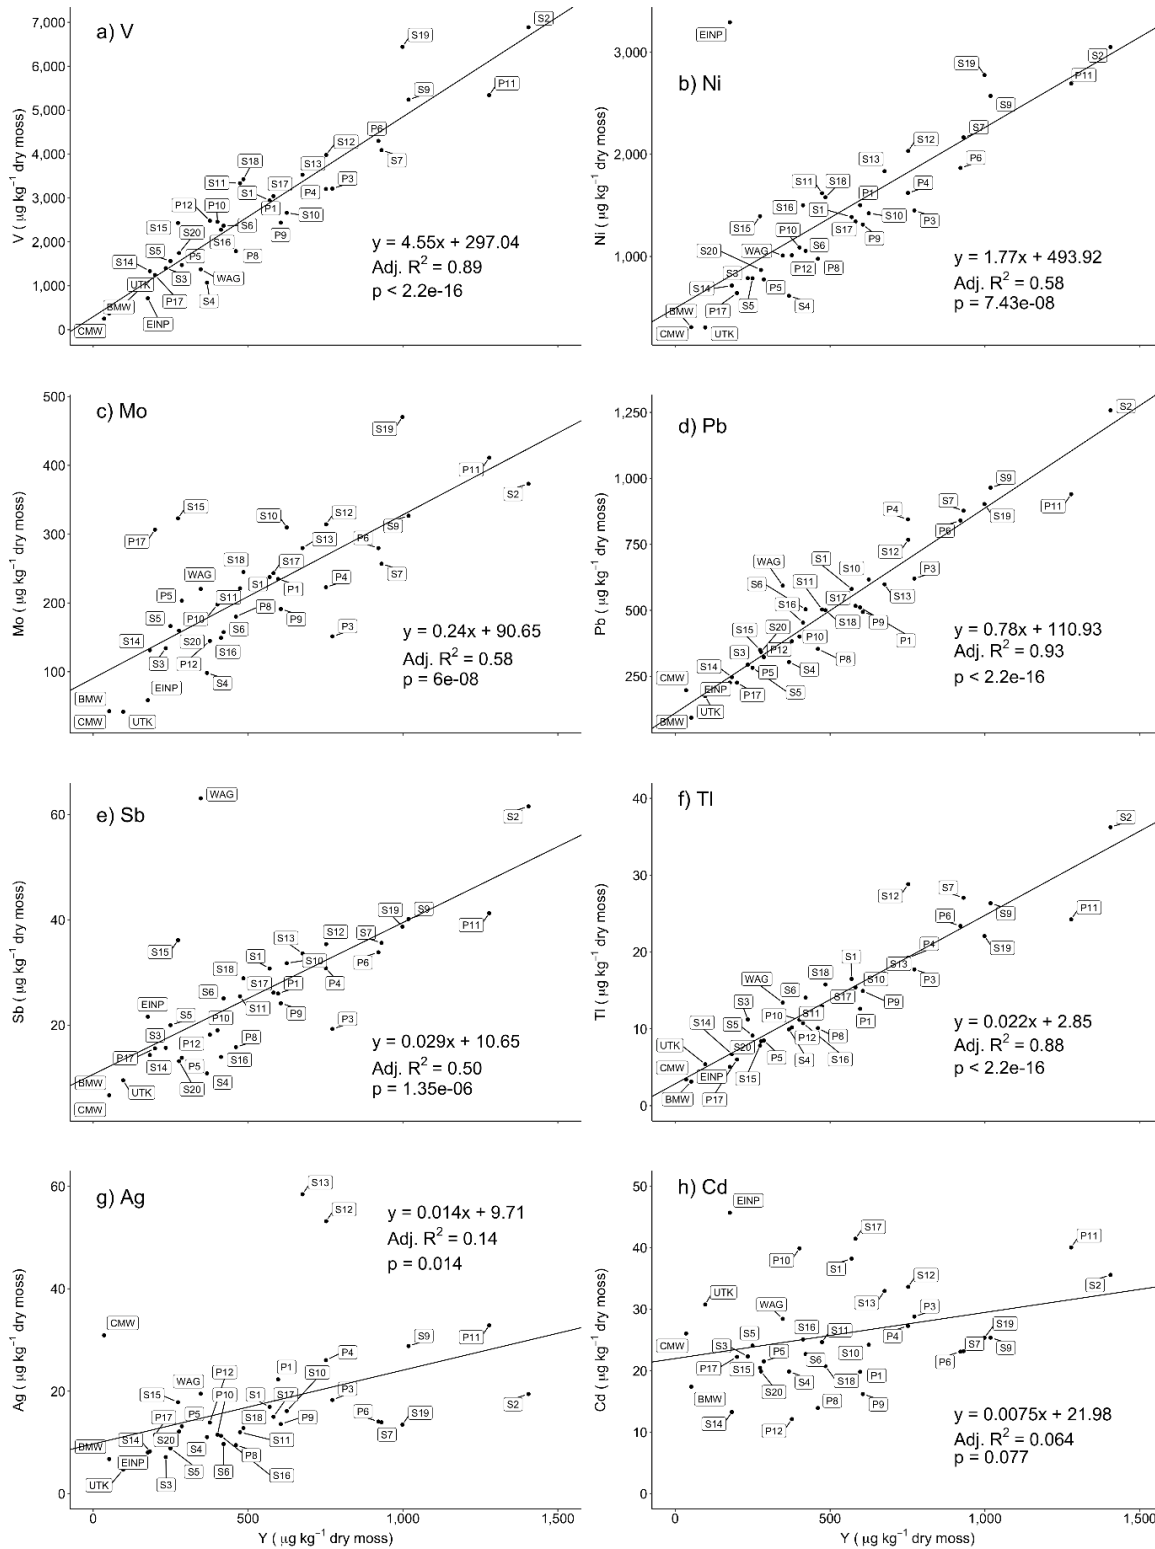 a) V
V ( μg kg⁻¹ dry moss)
7,000
6,000
5,000
4,000
3,000
2,000
1,000
0
S2
S19
S9
P11
P6
S12
S7
S18
S13
S11
S17
P3
S1
P4
P12
P10
P1
S10
S15
S6
P9
S20
S16
S5
P5
P8
S14
S3
WAG
UTK
S4
P17
BMW
EINP
CMW
y = 4.55x + 297.04
Adj. R² = 0.89
p < 2.2e-16
b) Ni
Ni ( μg kg⁻¹ dry moss)
3,000
2,000
1,000
EINP
S2
S19
P11
S9
S7
S12
S13
P6
S11
S18
P4
P1
S16
S1
S10
P3
S15
P9
P10
S20
WAG
S6
S3
P12
P8
S14
P5
S5
S4
P17
BMW
CMW
UTK
y = 1.77x + 493.92
Adj. R² = 0.58
p = 7.43e-08
c) Mo
Mo ( μg kg⁻¹ dry moss)
500
400
300
200
100
S19
P11
S2
S15
S10
S12
S9
P17
S13
P6
S18
S17
S7
WAG
S1
P4
P5
S11
P1
P10
P8
S5
P9
S6
P3
S14
S20
S16
S3
P12
S4
EINP
BMW
CMW
UTK
y = 0.24x + 90.65
Adj. R² = 0.58
p = 6e-08
d) Pb
Pb ( μg kg⁻¹ dry moss)
1,250
1,000
750
500
250
S2
S9
S7
P4
P11
S19
P6
S12
S1
S10
WAG
P3
S11
S6
S13
S17
S16
P9
S18
S15
S20
P1
P10
S3
P12
P8
S14
S4
CMW
EINP
P5
P17
S5
UTK
BMW
y = 0.78x + 110.93
Adj. R² = 0.93
p < 2.2e-16
e) Sb
Sb ( μg kg⁻¹ dry moss)
60
40
20
WAG
S2
S19
S9
P11
S13
S12
S7
S15
S1
S10
P6
S18
S17
P1
P4
S6
EINP
S11
S5
P10
P9
P3
S3
P12
P8
P17
S14
P5
S16
BMW
UTK
S20
S4
CMW
y = 0.029x + 10.65
Adj. R² = 0.50
p = 1.35e-06
f) Tl
Tl ( μg kg⁻¹ dry moss)
40
30
20
10
0
S2
S12
S7
P6
S9
P11
P4
S19
S1
S13
S18
S10
P3
WAG
S6
S17
P9
S3
P10
S14
S5
P1
P12
P8
UTK
S20
S16
CMW
EINP
P5
S4
S15
BMW
P17
y = 0.022x + 2.85
Adj. R² = 0.88
p < 2.2e-16
g) Ag
Ag ( μg kg⁻¹ dry moss)
60
40
20
0
S13
S12
CMW
S9
P11
P1
P4
P12
S10
WAG
S15
P10
S1
S17
P3
S2
P17
P5
S18
P9
P6
S19
BMW
S14
S20
S4
S11
S7
EINP
S5
S6
P8
UTK
S3
S16
y = 0.014x + 9.71
Adj. R² = 0.14
p = 0.014
0
500
1,000
1,500
Y ( μg kg⁻¹ dry moss)
h) Cd
Cd ( μg kg⁻¹ dry moss)
50
40
30
20
10
0
EINP
S17
P10
S1
P11
S12
S2
UTK
S13
WAG
P3
S5
S16
S11
P4
S19
CMW
S3
P5
S10
S7
S9
P17
S15
S6
P6
S20
S4
S18
P1
BMW
P8
P9
S14
P12
y = 0.0075x + 21.98
Adj. R² = 0.064
p = 0.077
0
500
1,000
1,500
Y ( μg kg⁻¹ dry moss)